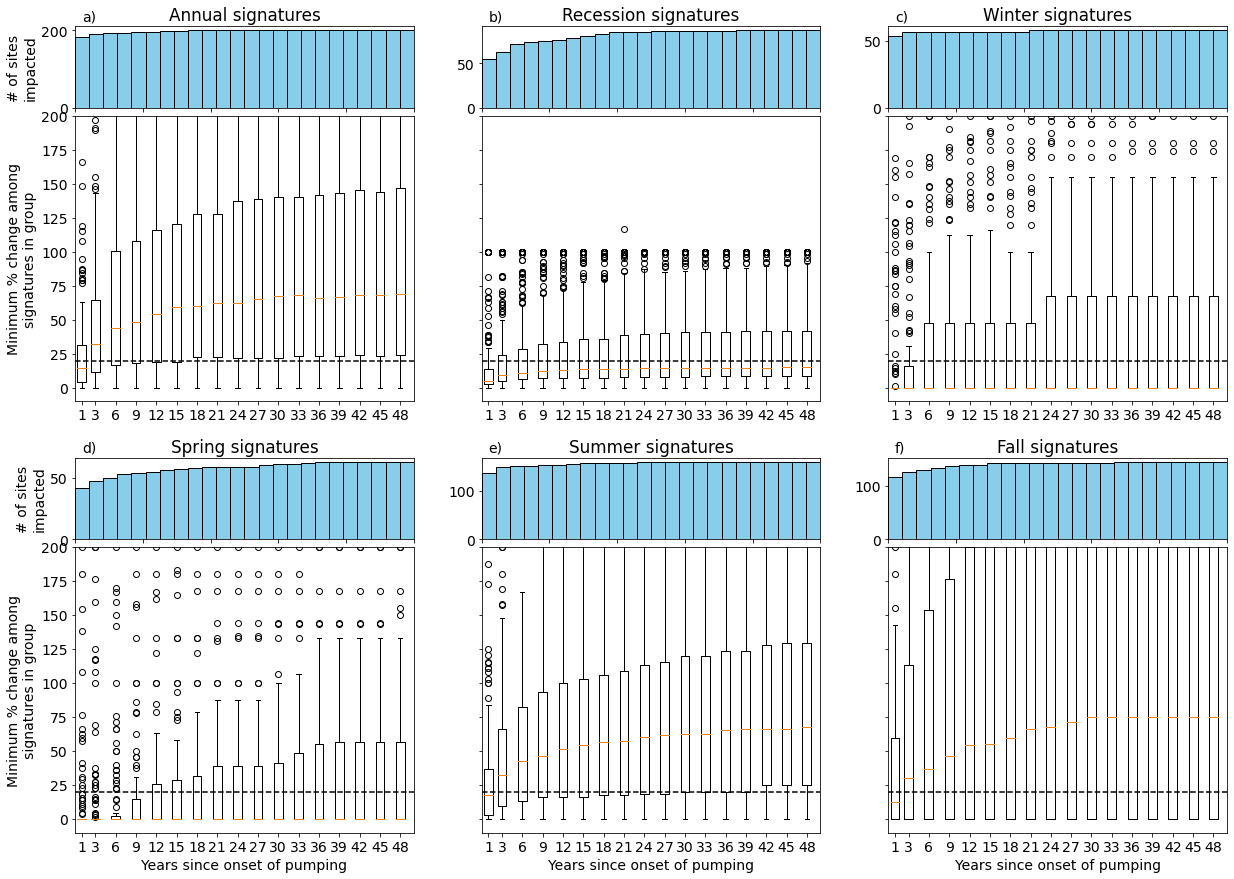 a) Annual signatures
b) Recession signatures
c) Winter signatures
# of sites
impacted
200
0
50
0
50
0
Minimum % change among
signatures in group
200
175
150
125
100
75
50
25
0
1 3 6 9 12 15 18 21 24 27 30 33 36 39 42 45 48
1 3 6 9 12 15 18 21 24 27 30 33 36 39 42 45 48
1 3 6 9 12 15 18 21 24 27 30 33 36 39 42 45 48
d) Spring signatures
e) Summer signatures
f) Fall signatures
# of sites
impacted
50
0
100
0
100
0
Minimum % change among
signatures in group
200
175
150
125
100
75
50
25
0
1 3 6 9 12 15 18 21 24 27 30 33 36 39 42 45 48
1 3 6 9 12 15 18 21 24 27 30 33 36 39 42 45 48
1 3 6 9 12 15 18 21 24 27 30 33 36 39 42 45 48
Years since onset of pumping
Years since onset of pumping
Years since onset of pumping